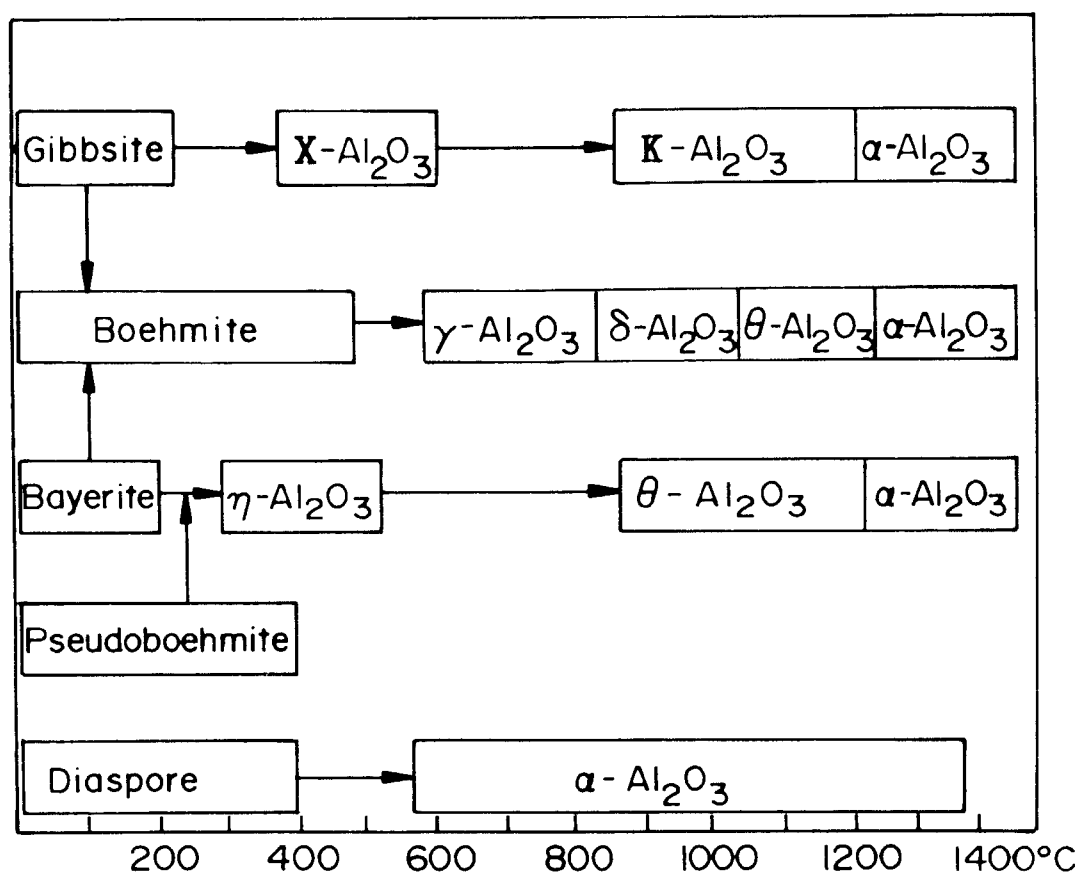 Gibbsite X-Al₂O₃ K-Al₂O₃ α-Al₂O₃
Boehmite γ-Al₂O₃ δ-Al₂O₃ θ-Al₂O₃ α-Al₂O₃
Bayerite η-Al₂O₃ θ-Al₂O₃ α-Al₂O₃
Pseudoboehmite
Diaspore α-Al₂O₃
200 400 600 800 1000 1200 1400°C